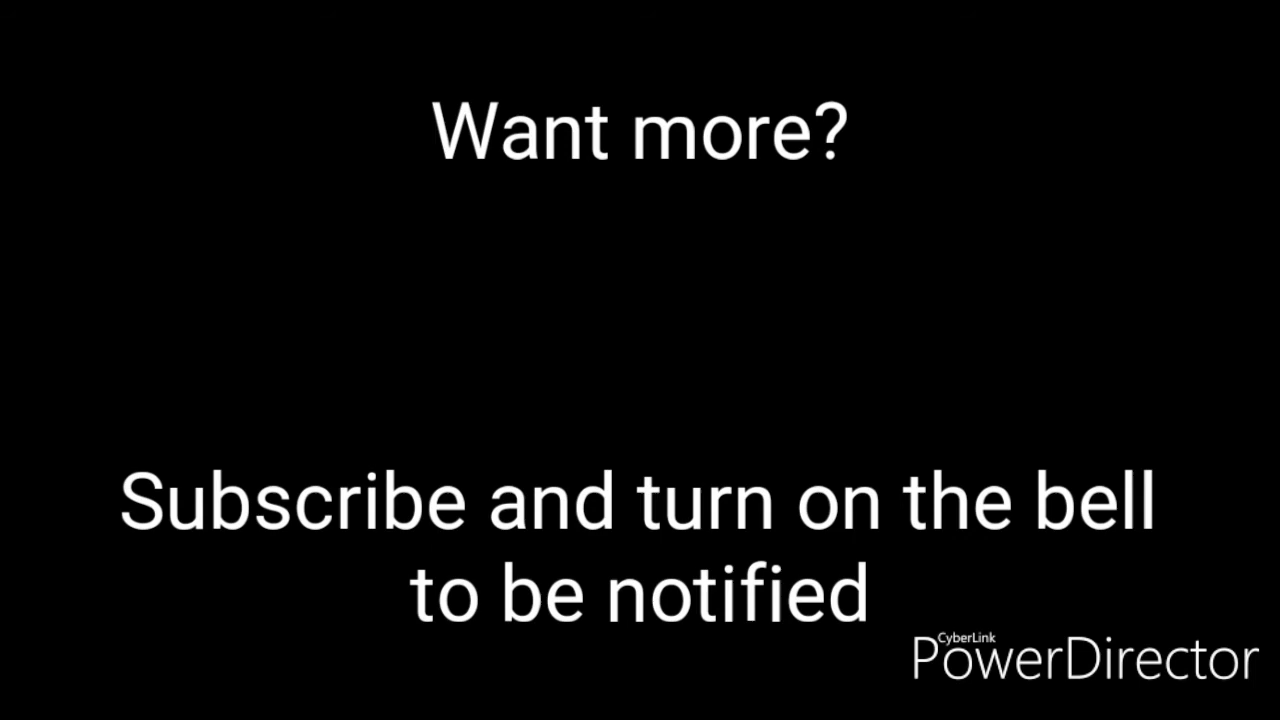 Want more?
Subscribe and turn on the bell
to be notified
CyberLink
PowerDirector